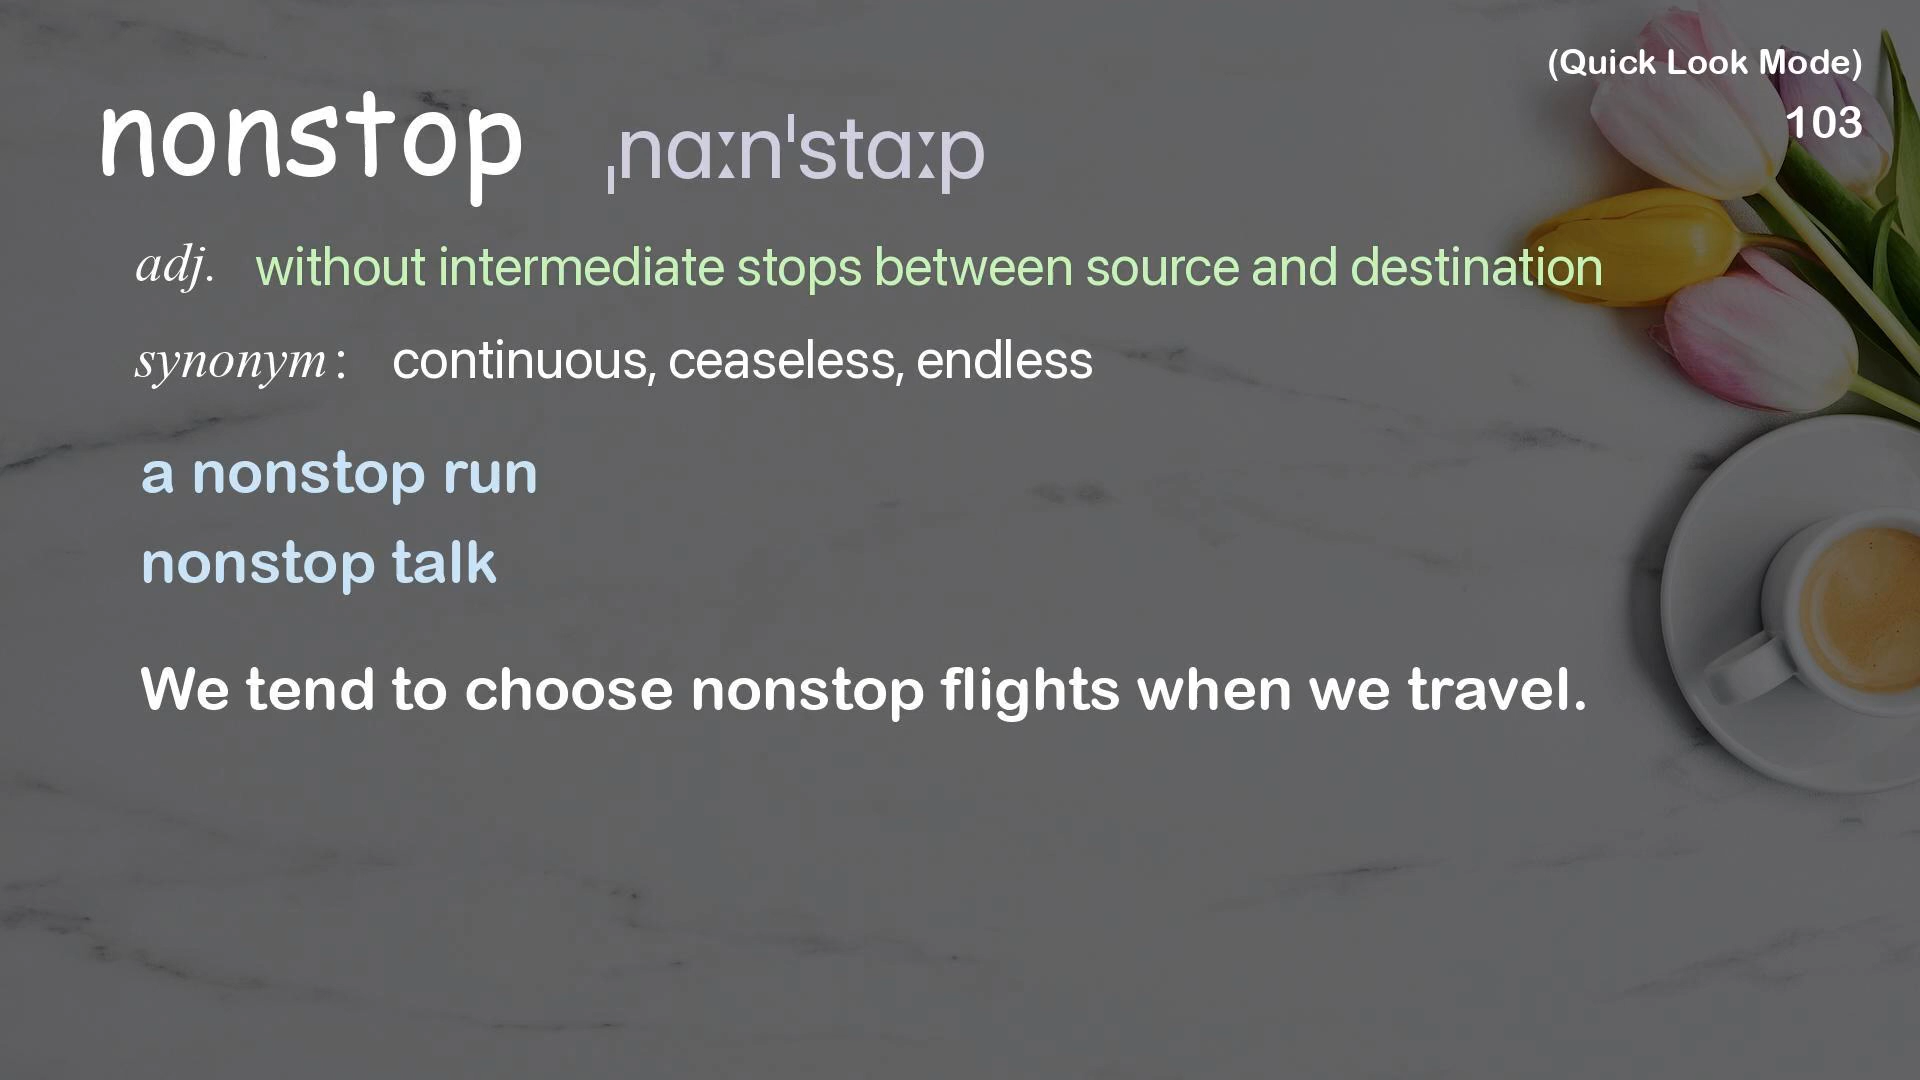 (Quick Look Mode)
103
nonstop ˌnɑːnˈstɑːp
adj. without intermediate stops between source and destination
synonym: continuous, ceaseless, endless
a nonstop run
nonstop talk
We tend to choose nonstop flights when we travel.